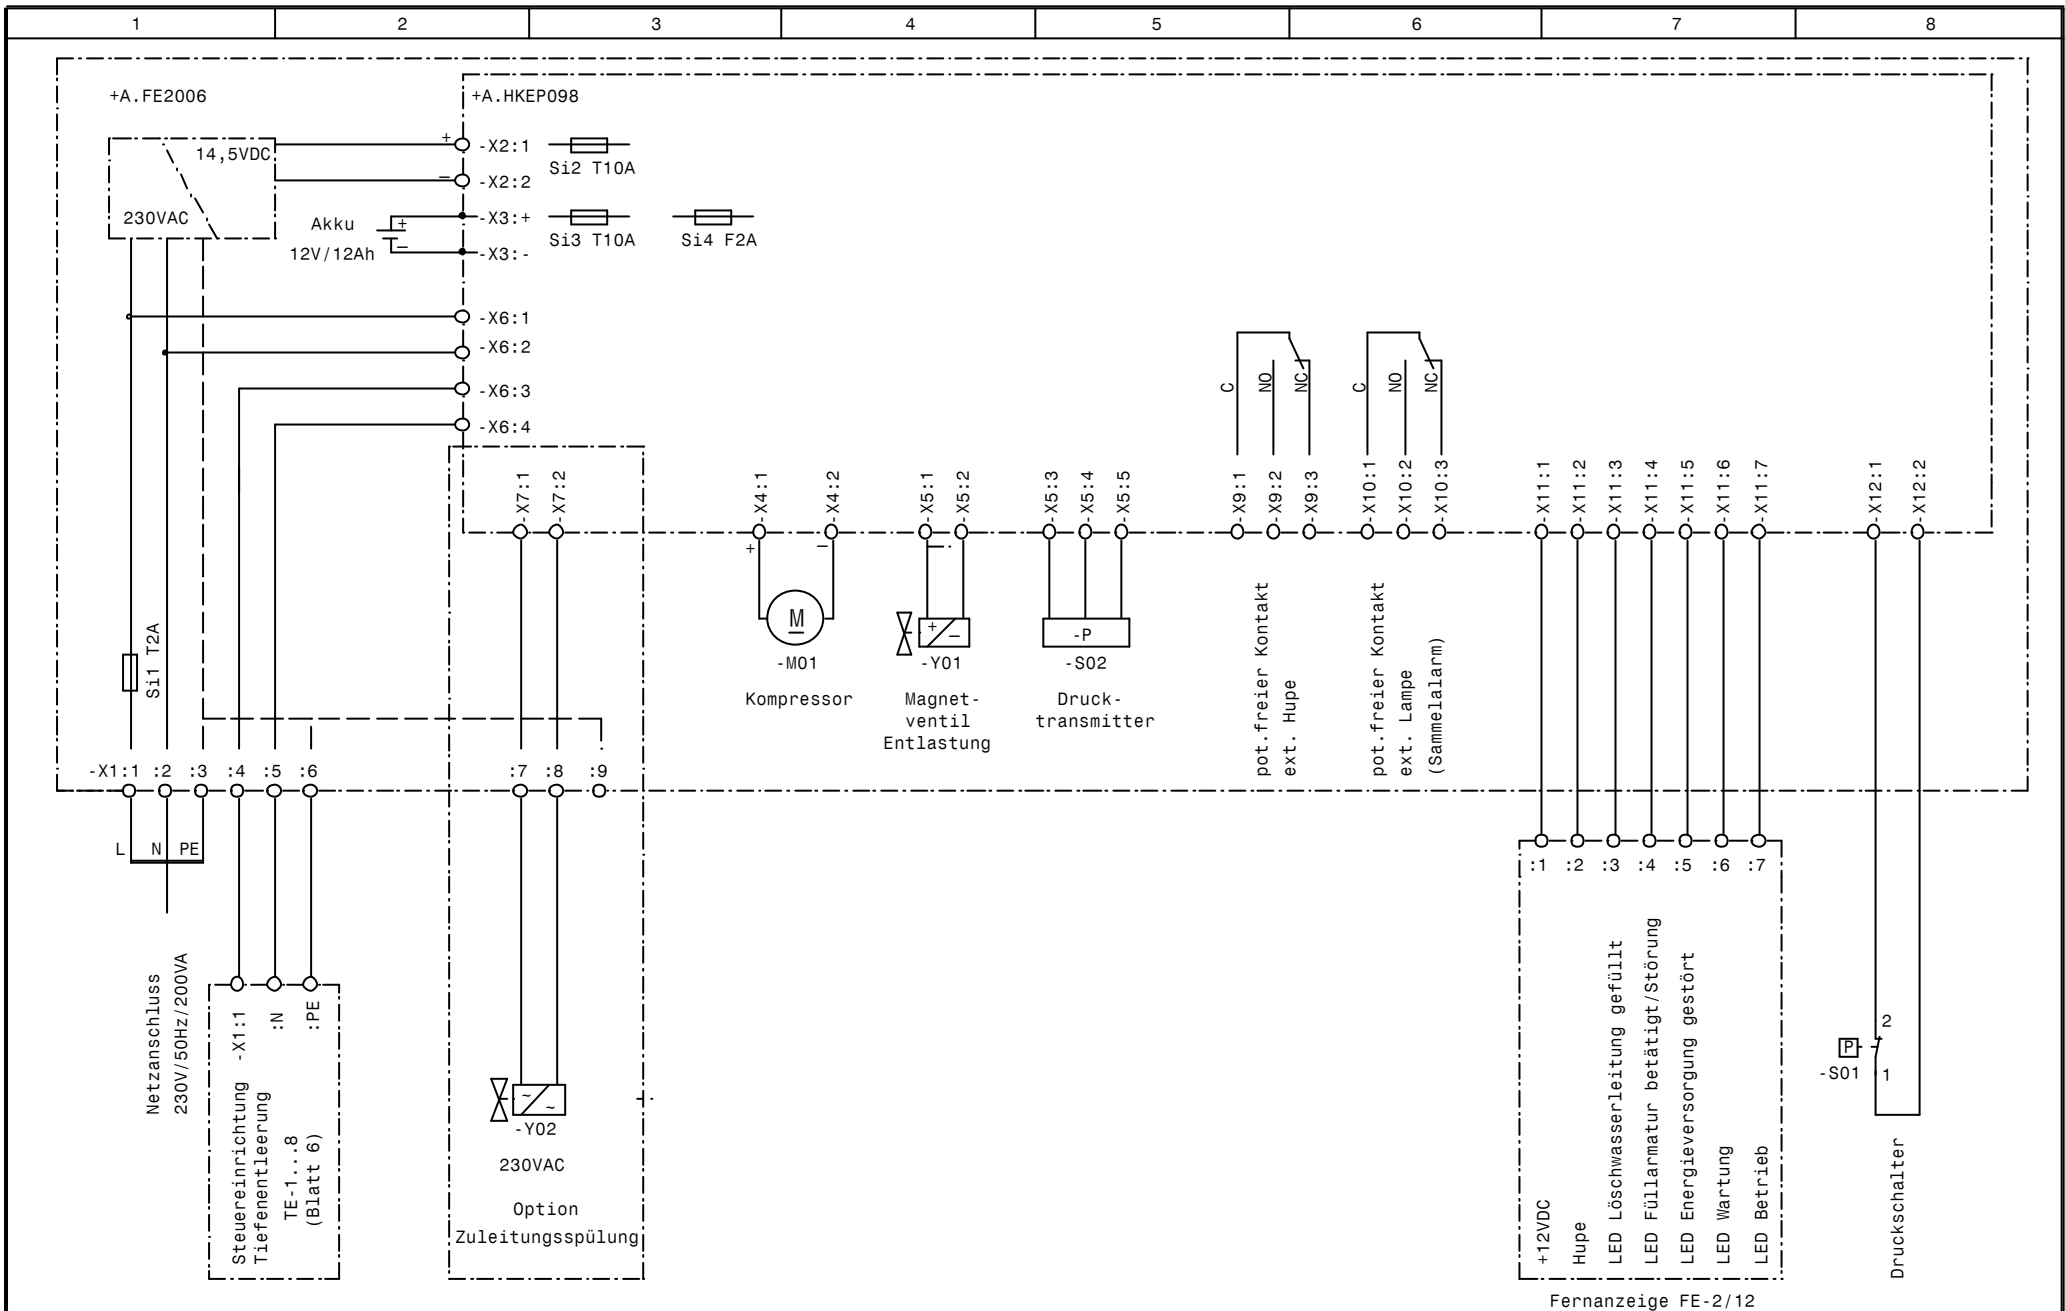 1 2 3 4 5 6 7 8
+A.FE2006
+A.HKEP098
14,5VDC
230VAC
+
-X2:1
Si2 T10A
–
-X2:2
Akku
12V/12Ah
+
–
-X3:+
Si3 T10A
Si4 F2A
-X3:-
-X6:1
-X6:2
-X6:3
-X6:4
C
NO
NC
C
NO
NC
-X7:1
-X7:2
-X4:1
-X4:2
-X5:1
-X5:2
-X5:3
-X5:4
-X5:5
-X9:1
-X9:2
-X9:3
-X10:1
-X10:2
-X10:3
-X11:1
-X11:2
-X11:3
-X11:4
-X11:5
-X11:6
-X11:7
-X12:1
-X12:2
+
–
M
-M01
Kompressor
+
–
-Y01
Magnet-
ventil
Entlastung
-P
-S02
Druck-
transmitter
pot.freier Kontakt
ext. Hupe
pot.freier Kontakt
ext. Lampe
(Sammelalarm)
Si1 T2A
-X1:1 :2 :3 :4 :5 :6 :7 :8 :9
L N PE
Netzanschluss
230V/50Hz/200VA
-X1:1
:N
:PE
Steuereinrichtung
Tiefenentleerung
TE-1...8
(Blatt 6)
~
~
-Y02
230VAC
Option
Zuleitungsspülung
:1 :2 :3 :4 :5 :6 :7
+12VDC
Hupe
LED Löschwasserleitung gefüllt
LED Füllarmatur betätigt/Störung
LED Energieversorgung gestört
LED Wartung
LED Betrieb
Fernanzeige FE-2/12
2
P
-S01
1
Druckschalter